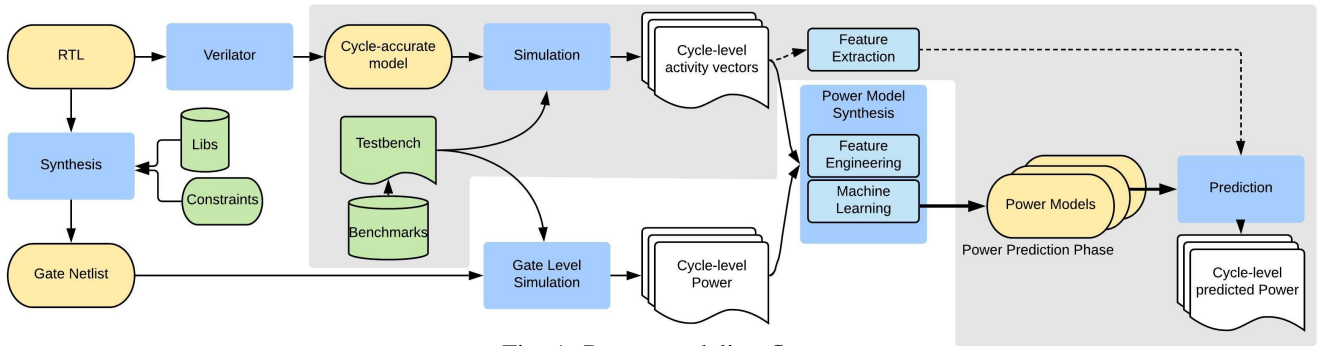 RTL
Verilator
Cycle-accurate
model
Simulation
Cycle-level
activity vectors
Feature
Extraction
Synthesis
Libs
Constraints
Testbench
Benchmarks
Power Model
Synthesis
Feature
Engineering
Machine
Learning
Power Models
Prediction
Power Prediction Phase
Gate Netlist
Gate Level
Simulation
Cycle-level
Power
Cycle-level
predicted Power